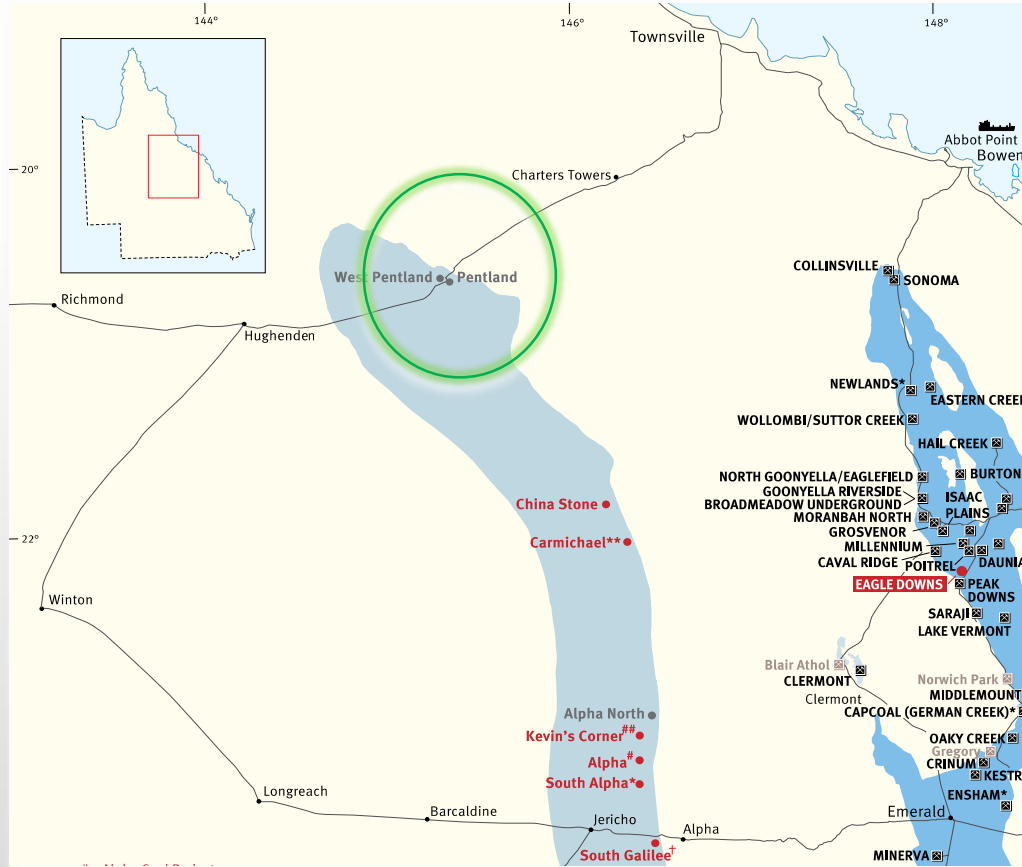 144°
146°
148°
20°
22°
Townsville
Abbot Point
Bowen
Charters Towers
West Pentland
Pentland
Richmond
Hughenden
COLLINSVILLE
SONOMA
NEWLANDS*
EASTERN CREE
WOLLOMBI/SUTTOR CREEK
HAIL CREEK
NORTH GOONYELLA/EAGLEFIELD
BURTON
GOONYELLA RIVERSIDE
BROADMEADOW UNDERGROUND
ISAAC
PLAINS
MORANBAH NORTH
GROSVENOR
MILLENNIUM
CAVAL RIDGE
POITREL
DAUNIA
EAGLE DOWNS
PEAK
DOWNS
SARAJI
LAKE VERMONT
China Stone
Carmichael**
Winton
Blair Athol
CLERMONT
Clermont
Norwich Park
MIDDLEMOUNT
CAPCOAL (GERMAN CREEK)*
Alpha North
Kevin's Corner##
Alpha#
South Alpha*
OAKY CREEK
Gregory
CRINUM
KESTR
ENSHAM*
Longreach
Barcaldine
Jericho
Alpha
Emerald
South Galilee†
MINERVA